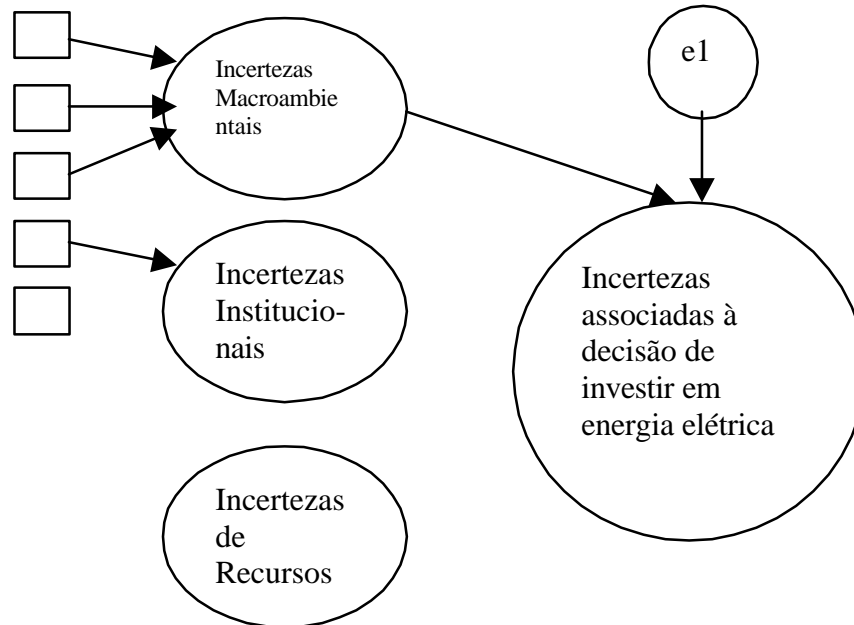 Incertezas
Macroambie
ntais
e1
Incertezas
Institucio-
nais
Incertezas
associadas à
decisão de
investir em
energia elétrica
Incertezas
de
Recursos